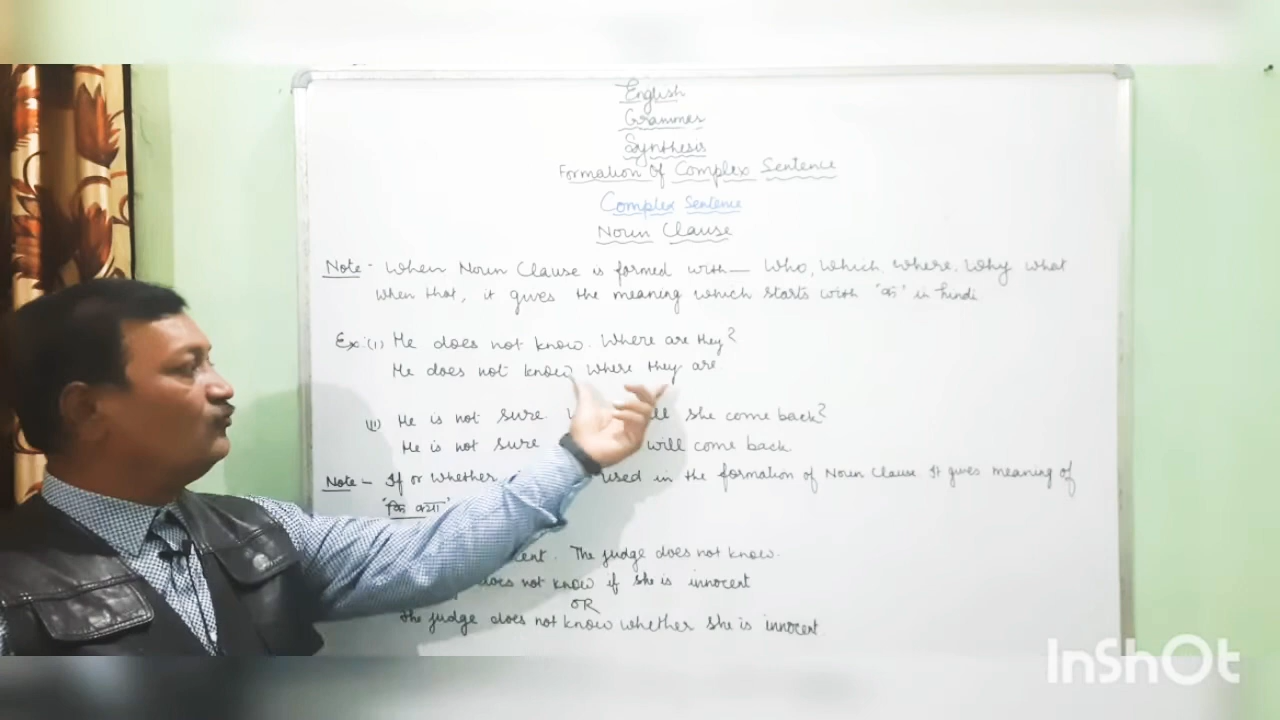 English
Grammer
Synthesis
Formation Of Complex Sentence
Complex Sentence
Noun Clause
Note - When Noun Clause is formed with — Who, Which, Where, Why what
when that, it gives the meaning which starts with 'क' in hindi
Ex: (i) He does not know. Where are they?
He does not know where they are
(ii) He is not sure. she come back?
He is not sure will come back
Note - If or whether used in the formation of Noun Clause It gives meaning of
'कि क्या'
The judge does not know.
does not know if she is innocent
OR
The judge does not know whether she is innocent.
InShOt